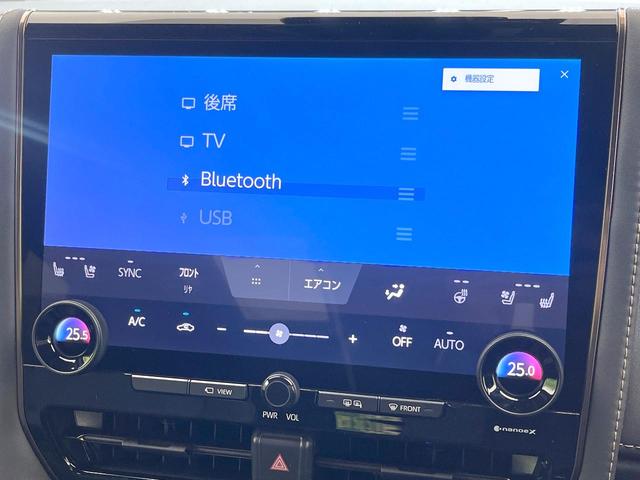 機器設定
後席
TV
Bluetooth
USB
SYNC
フロント
リヤ
エアコン
25.5
A/C
OFF
AUTO
25.0
VIEW
PWR VOL
FRONT
nanoeX